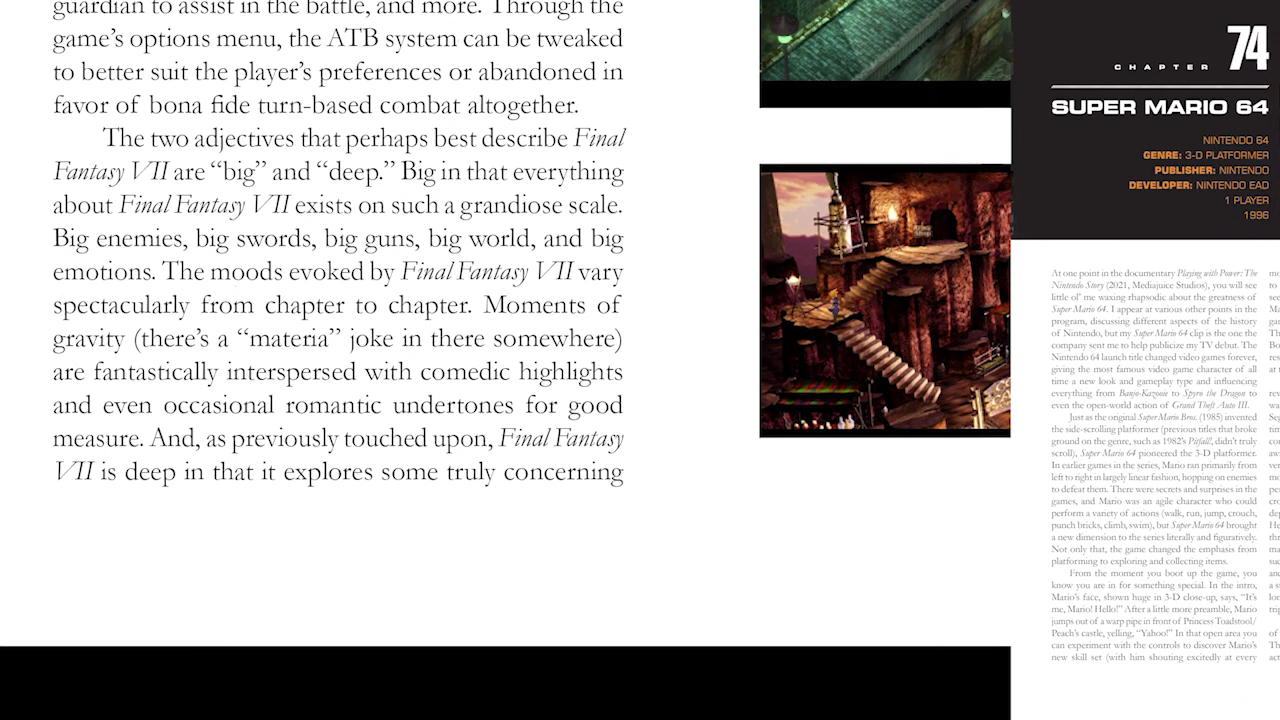 guardian to assist in the battle, and more. Through the
game's options menu, the ATB system can be tweaked
to better suit the player's preferences or abandoned in
favor of bona fide turn-based combat altogether.
The two adjectives that perhaps best describe Final
Fantasy VII are “big” and “deep.” Big in that everything
about Final Fantasy VII exists on such a grandiose scale.
Big enemies, big swords, big guns, big world, and big
emotions. The moods evoked by Final Fantasy VII vary
spectacularly from chapter to chapter. Moments of
gravity (there's a “materia” joke in there somewhere)
are fantastically interspersed with comedic highlights
and even occasional romantic undertones for good
measure. And, as previously touched upon, Final Fantasy
VII is deep in that it explores some truly concerning
CHAPTER 74
SUPER MARIO 64
NINTENDO 64
GENRE: 3-D PLATFORMER
PUBLISHER: NINTENDO
DEVELOPER: NINTENDO EAD
1 PLAYER
1996
At one point in the documentary Playing with Power: The
Nintendo Story (2021, Mediajuice Studios), you will see
little ol' me waxing rhapsodic about the greatness of
Super Mario 64. I appear at various other points in the
program, discussing different aspects of the history
of Nintendo, but my Super Mario 64 clip is the one the
company sent me to help publicize my TV debut. The
Nintendo 64 launch title changed video games forever,
giving the most famous video game character of all
time a new look and gameplay type and influencing
everything from Banjo-Kazooie to Spyro the Dragon to
even the open-world action of Grand Theft Auto III.
Just as the original Super Mario Bros. (1985) invented
the side-scrolling platformer (previous titles that broke
ground on the genre, such as 1982's Pitfall!, didn't truly
scroll), Super Mario 64 pioneered the 3-D platformer.
In earlier games in the series, Mario ran primarily from
left to right in largely linear fashion, hopping on enemies
to defeat them. There were secrets and surprises in the
games, and Mario was an agile character who could
perform a variety of actions (walk, run, jump, crouch,
punch bricks, climb, swim), but Super Mario 64 brought
a new dimension to the series literally and figuratively.
Not only that, the game changed the emphasis from
platforming to exploring and collecting items.
From the moment you boot up the game, you
know you are in for something special. In the intro,
Mario's face, shown huge in 3-D close-up, says, “It's
me, Mario! Hello!” After a little more preamble, Mario
jumps out of a warp pipe in front of Princess Toadstool/
Peach's castle, yelling, “Yahoo!” In that open area you
can experiment with the controls to discover Mario's
new skill set (with him shouting excitedly at every